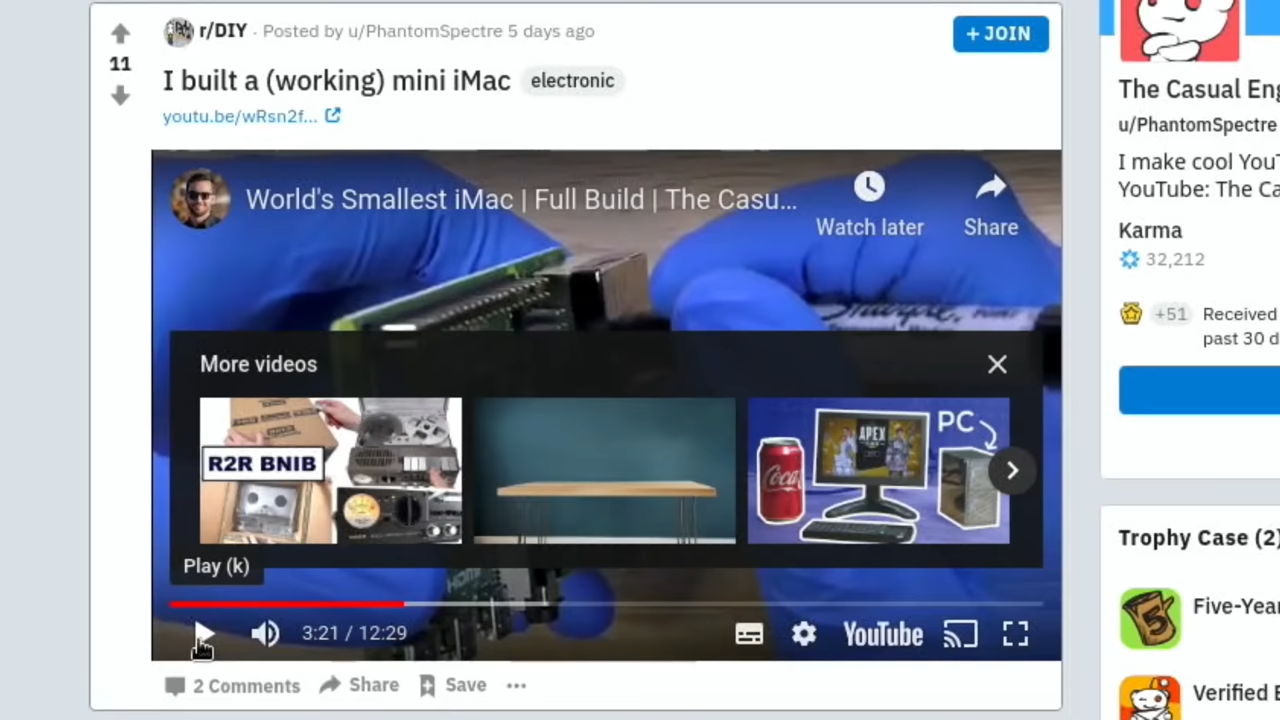 r/DIY · Posted by u/PhantomSpectre 5 days ago
+ JOIN
11
I built a (working) mini iMac electronic
youtu.be/wRsn2f...
World's Smallest iMac | Full Build | The Casu...
Watch later
Share
More videos
R2R BNIB
APEX
Coca
PC
Play (k)
3:21 / 12:29
YouTube
2 Comments
Share
Save
The Casual Eng
u/PhantomSpectre
I make cool YouT
YouTube: The Ca
Karma
32,212
+51
Received
past 30 d
Trophy Case (2)
5
Five-Year
Verified E